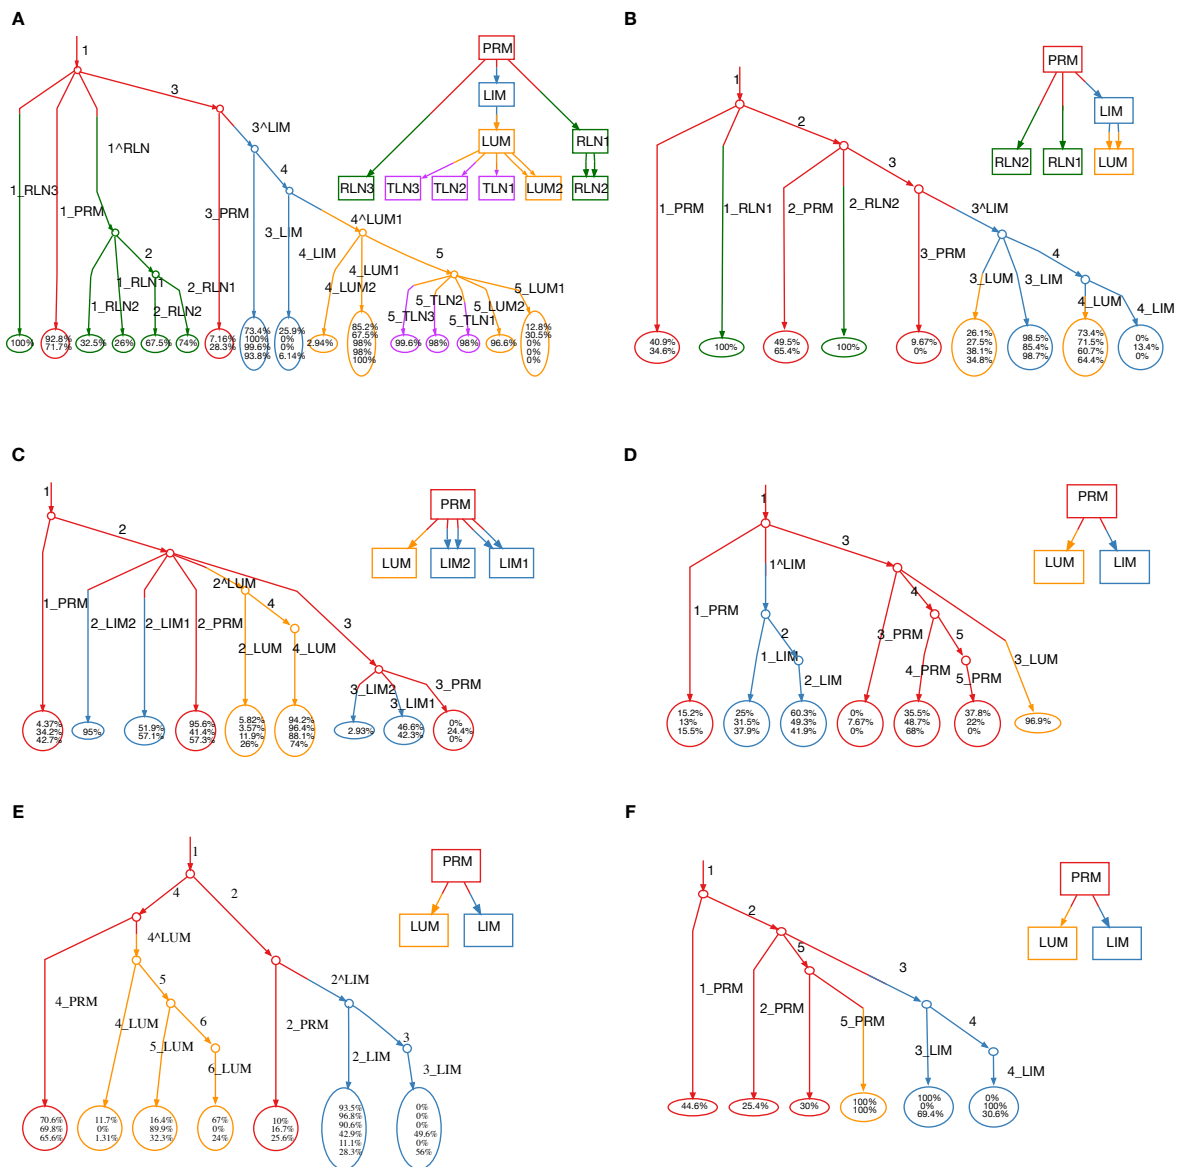 A
1
3
3^LIM
4
1^RLN
1_RLN3
1_PRM
3_PRM
3_LIM
4_LIM
4^LUM1
4_LUM1
4_LUM2
5
2
1_RLN1
1_RLN2
2_RLN1
2_RLN2
5_TLN2
5_TLN3
5_TLN1
5_LUM2
5_LUM1
100%
92.8%
71.7%
32.5%
26%
67.5%
74%
7.16%
28.3%
73.4%
100%
99.6%
93.8%
25.9%
0%
0%
6.14%
2.94%
85.2%
67.5%
98%
98%
100%
99.6%
98%
98%
96.6%
12.8%
30.5%
0%
0%
0%
PRM
LIM
LUM
RLN1
RLN3
TLN3
TLN2
TLN1
LUM2
RLN2
B
1
2
3
3^LIM
4
1_PRM
1_RLN1
2_PRM
2_RLN2
3_PRM
3_LUM
3_LIM
4_LUM
4_LIM
40.9%
34.6%
100%
49.5%
65.4%
100%
9.67%
0%
26.1%
27.5%
38.1%
34.8%
98.5%
85.4%
98.7%
73.4%
71.5%
60.7%
64.4%
0%
13.4%
0%
PRM
LIM
RLN2
RLN1
LUM
C
1
2
2^LUM
4
3
1_PRM
2_LIM2
2_LIM1
2_PRM
2_LUM
4_LUM
3_LIM2
3_LIM1
3_PRM
4.37%
34.2%
42.7%
95%
51.9%
57.1%
95.6%
41.4%
57.3%
5.82%
3.57%
11.9%
26%
94.2%
96.4%
88.1%
74%
2.93%
46.6%
42.3%
0%
24.4%
0%
PRM
LUM
LIM2
LIM1
D
1
3
1^LIM
4
5
2
1_PRM
1_LIM
2_LIM
3_PRM
4_PRM
5_PRM
3_LUM
15.2%
13%
15.5%
25%
31.5%
37.9%
60.3%
49.3%
41.9%
0%
7.67%
0%
35.5%
48.7%
68%
37.8%
22%
0%
96.9%
PRM
LUM
LIM
E
1
4
2
4^LUM
5
6
2^LIM
3
4_PRM
4_LUM
5_LUM
6_LUM
2_PRM
2_LIM
3_LIM
70.6%
69.8%
65.6%
11.7%
0%
1.31%
16.4%
89.9%
32.3%
67%
0%
24%
10%
16.7%
25.6%
93.5%
96.8%
90.6%
42.9%
11.1%
28.3%
0%
0%
0%
49.6%
0%
56%
PRM
LUM
LIM
F
1
2
5
3
4
1_PRM
2_PRM
5_PRM
3_LIM
4_LIM
44.6%
25.4%
30%
100%
100%
100%
0%
69.4%
0%
100%
30.6%
PRM
LUM
LIM